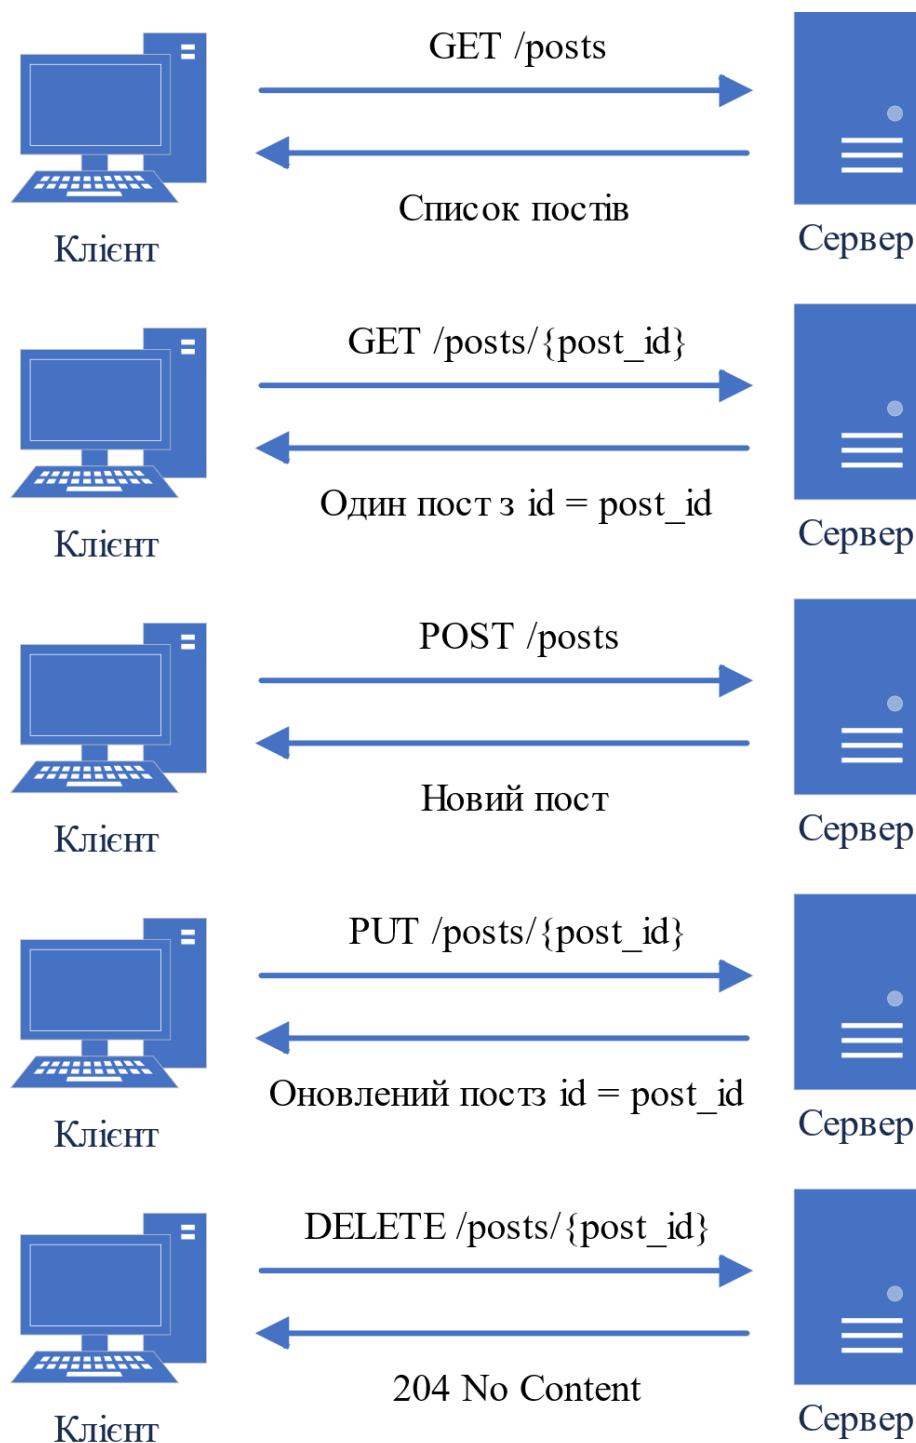 GET /posts
Список постів
Клієнт
Сервер
GET /posts/{post_id}
Один пост з id = post_id
Клієнт
Сервер
POST /posts
Новий пост
Клієнт
Сервер
PUT /posts/{post_id}
Оновлений постз id = post_id
Клієнт
Сервер
DELETE /posts/{post_id}
204 No Content
Клієнт
Сервер